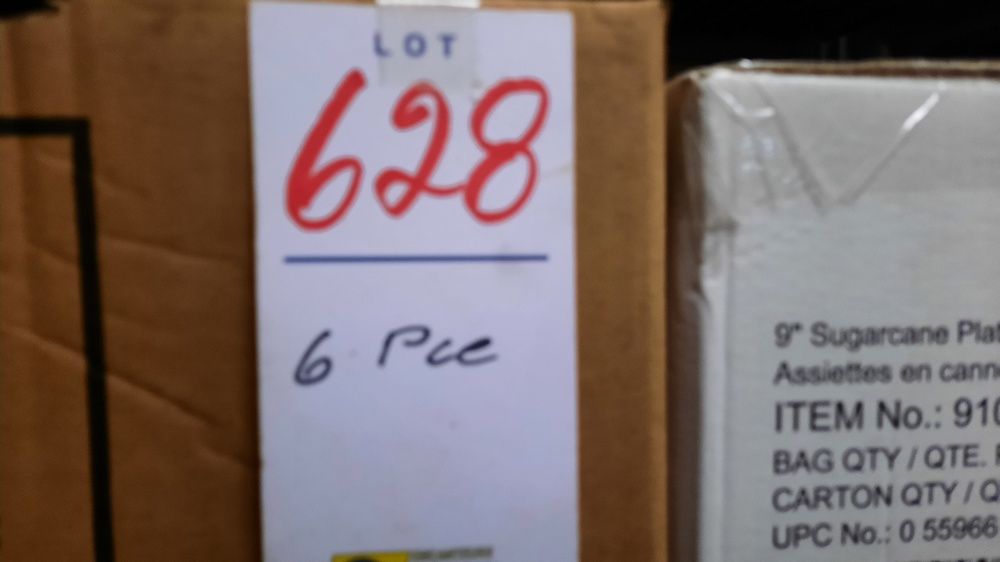 LOT
628
6 Pce
9" Sugarcane Plat
Assiettes en cann
ITEM No.: 910
BAG QTY / QTE.
CARTON QTY / Q
UPC No.: 0 55966